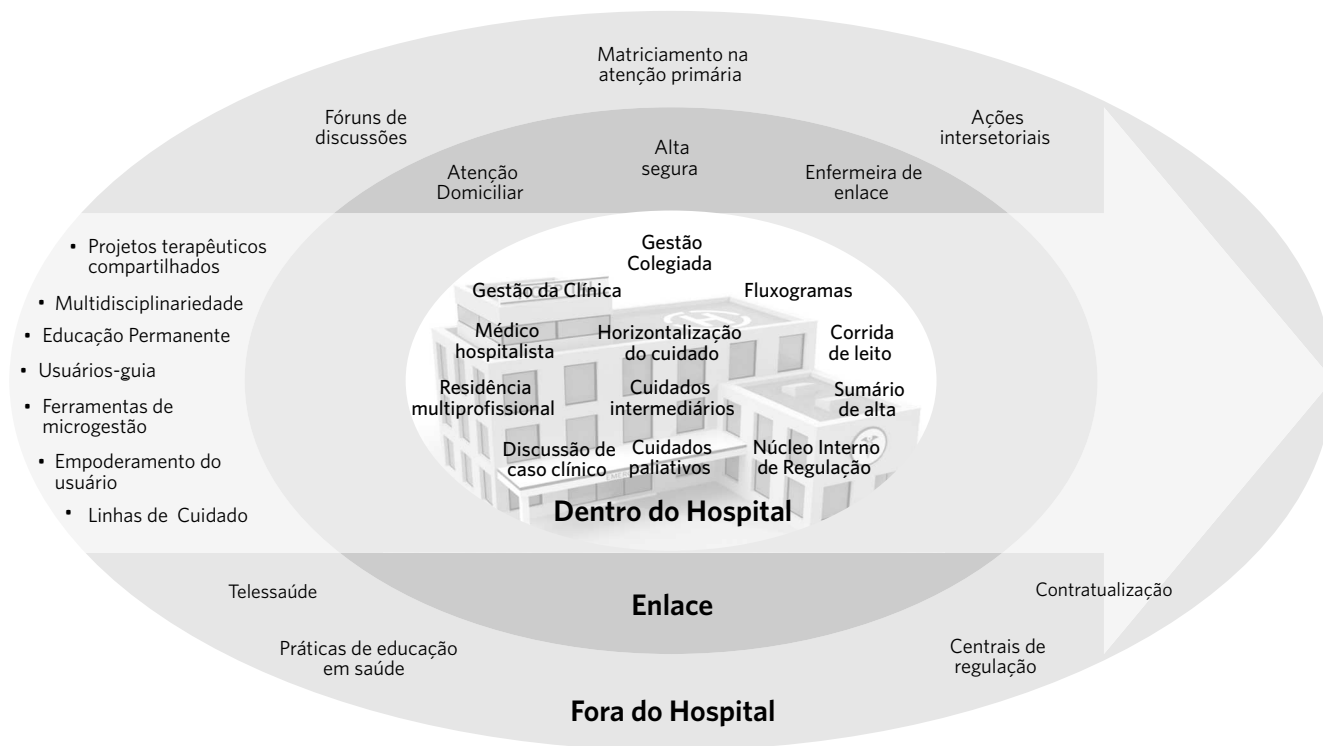 Matriciamento na
atenção primária
Fóruns de
discussões
Ações
intersetoriais
Alta
segura
Atenção
Domiciliar
Enfermeira de
enlace
• Projetos terapêuticos
compartilhados
• Multidisciplinariedade
• Educação Permanente
• Usuários-guia
• Ferramentas de
microgestão
• Empoderamento do
usuário
• Linhas de Cuidado
Gestão
Colegiada
Gestão da Clínica
Fluxogramas
Médico
hospitalista
Horizontalização
do cuidado
Corrida
de leito
Residência
multiprofissional
Cuidados
intermediários
Sumário
de alta
Discussão de
caso clínico
Cuidados
paliativos
Núcleo Interno
de Regulação
Dentro do Hospital
Telessaúde
Enlace
Contratualização
Práticas de educação
em saúde
Centrais de
regulação
Fora do Hospital